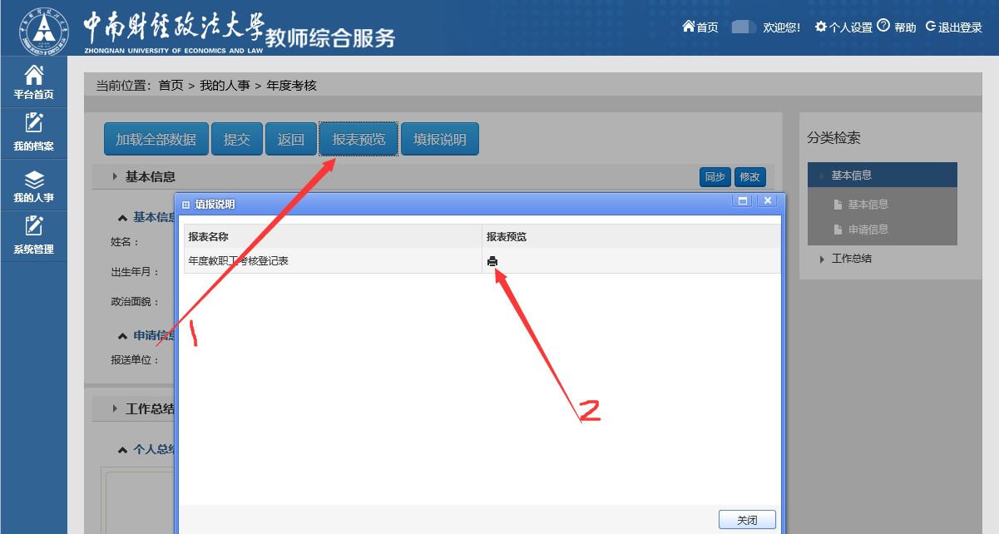 中南财经政法大学
ZHONGNAN UNIVERSITY OF ECONOMICS AND LAW
教师综合服务
首页 欢迎您! 个人设置 帮助 退出登录
平台首页
我的档案
我的人事
系统管理
当前位置：首页 > 我的人事 > 年度考核
加载全部数据 提交 返回 报表预览 填报说明
基本信息 同步 修改
基本信息
姓名：
出生年月：
政治面貌：
申请信息
报送单位：
工作总结
个人总结
填报说明
报表名称 报表预览
年度教职工考核登记表
关闭
1
2
分类检索
基本信息
基本信息
申请信息
工作总结